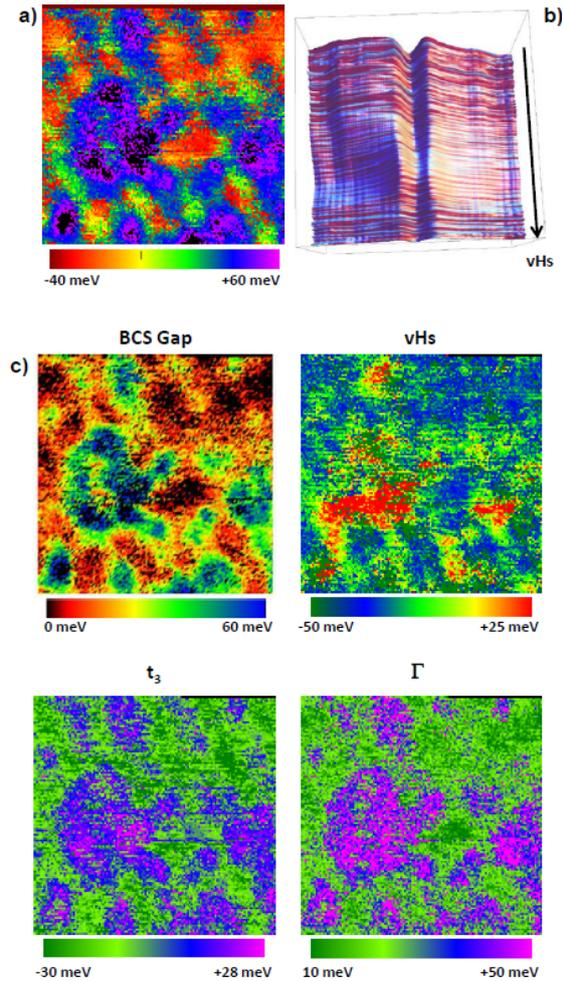 a)
b)
-40 meV
+60 meV
vHs
BCS Gap
vHs
c)
0 meV
60 meV
-50 meV
+25 meV
t3
Γ
-30 meV
+28 meV
10 meV
+50 meV